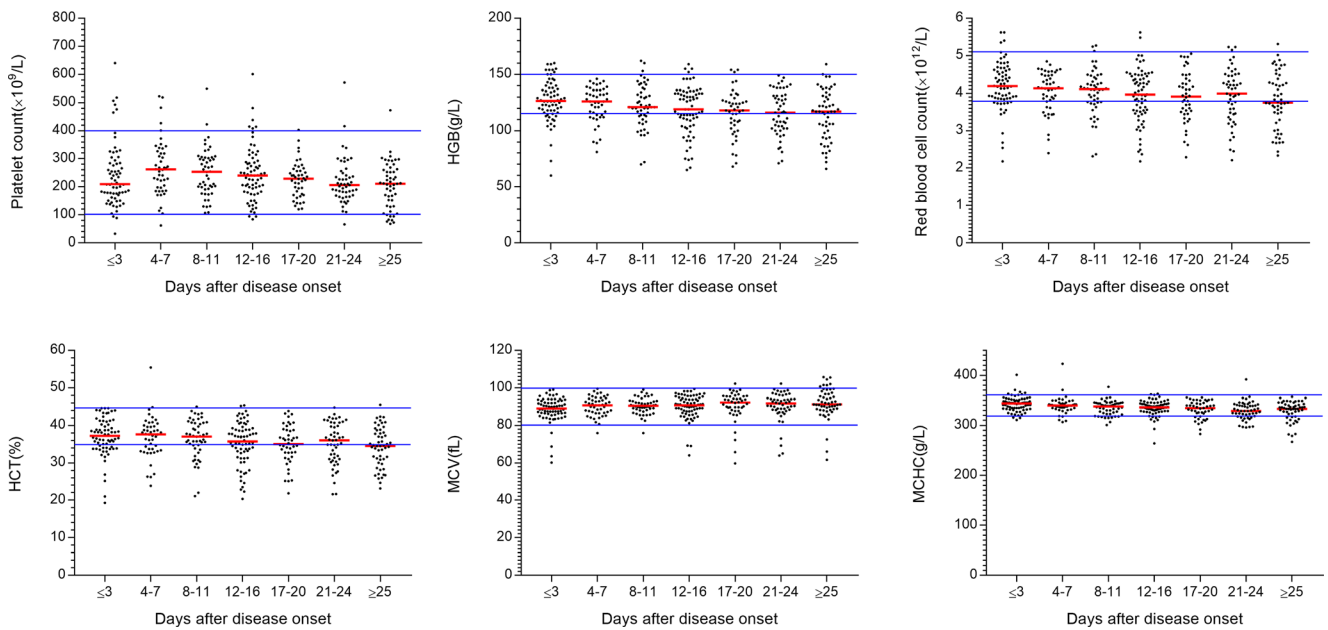 Platelet count(×10⁹/L)
800
700
600
500
400
300
200
100
0
≤3 4-7 8-11 12-16 17-20 21-24 ≥25
Days after disease onset
HGB(g/L)
200
150
100
50
0
≤3 4-7 8-11 12-16 17-20 21-24 ≥25
Days after disease onset
Red blood cell count(×10¹²/L)
6
5
4
3
2
1
0
≤3 4-7 8-11 12-16 17-20 21-24 ≥25
Days after disease onset
HCT(%)
60
50
40
30
20
10
0
≤3 4-7 8-11 12-16 17-20 21-24 ≥25
Days after disease onset
MCV(fL)
120
100
80
60
40
20
0
≤3 4-7 8-11 12-16 17-20 21-24 ≥25
Days after disease onset
MCHC(g/L)
400
300
200
100
0
≤3 4-7 8-11 12-16 17-20 21-24 ≥25
Days after disease onset